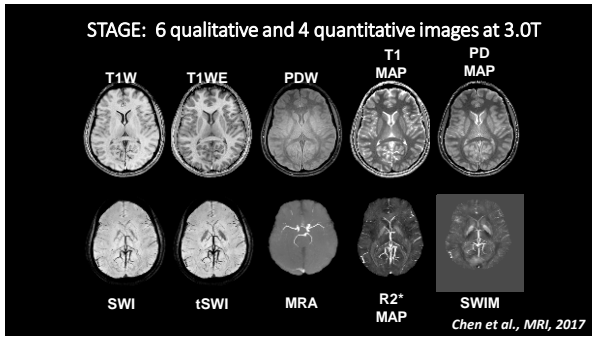 STAGE: 6 qualitative and 4 quantitative images at 3.0T
T1W
T1WE
PDW
T1
MAP
PD
MAP
SWI
tSWI
MRA
R2*
MAP
SWIM
Chen et al., MRI, 2017